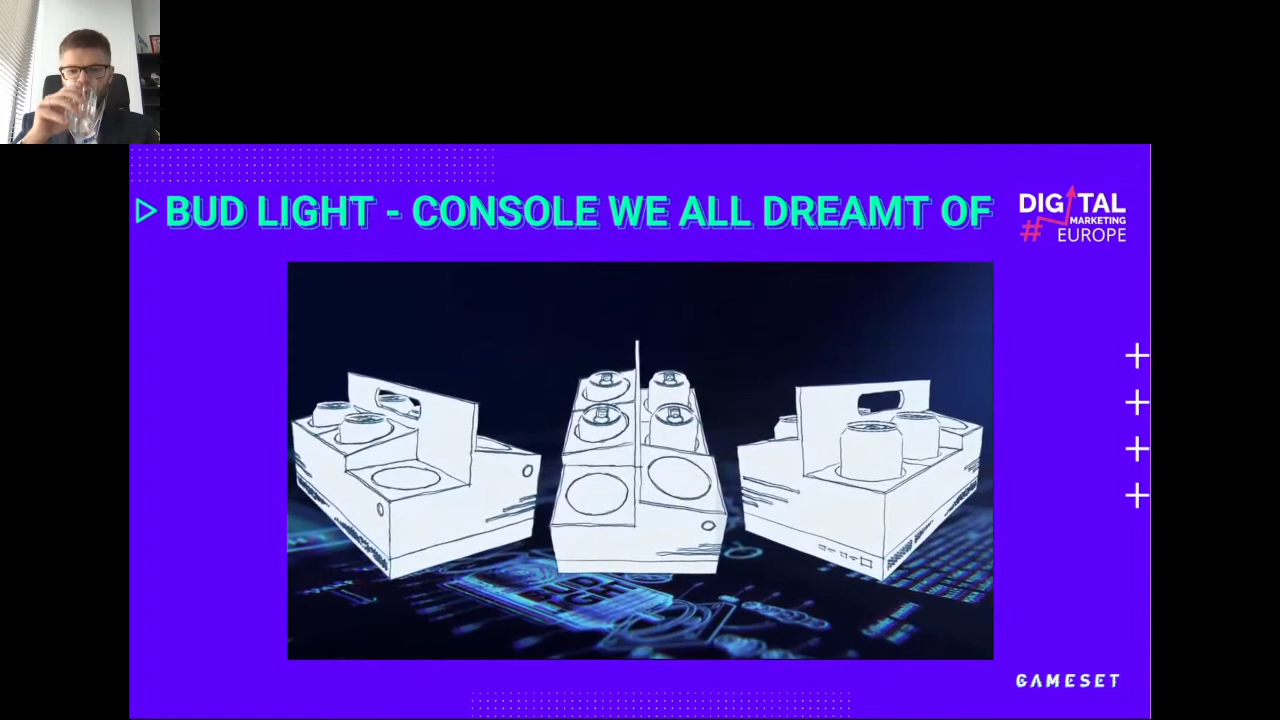 BUD LIGHT - CONSOLE WE ALL DREAMT OF
DIGITAL
MARKETING
# EUROPE
GAMESET